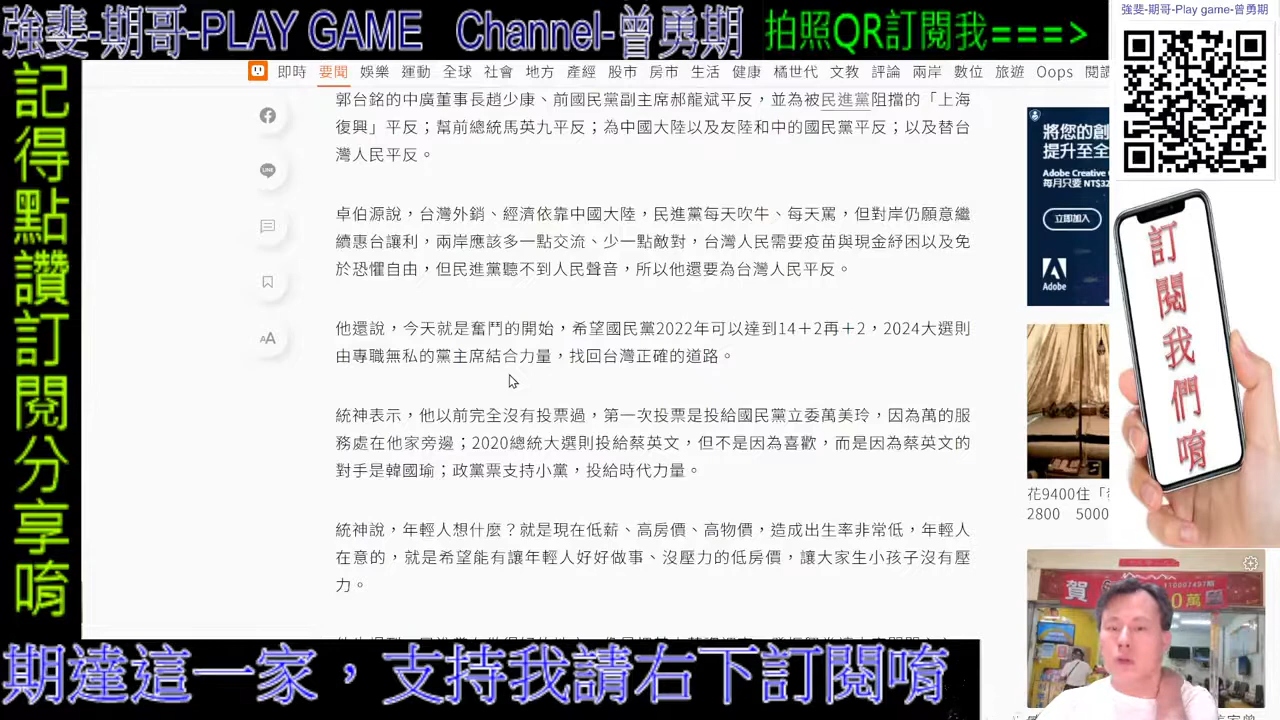 強斐-期哥-PLAY GAME Channel-曾勇期 拍照QR訂閱我===>
強斐-期哥-Play game-曾勇期
記得點讚訂閱分享唷
即時 要聞 娛樂 運動 全球 社會 地方 產經 股市 房市 生活 健康 橘世代 文教 評論 兩岸 數位 旅遊 Oops 閱讀
郭台銘的中廣董事長趙少康、前國民黨副主席郝龍斌平反，並為被民進黨阻擋的「上海
復興」平反；幫前總統馬英九平反；為中國大陸以及友陸和中的國民黨平反；以及替台
灣人民平反。
卓伯源說，台灣外銷、經濟依靠中國大陸，民進黨每天吹牛、每天罵，但對岸仍願意繼
續惠台讓利，兩岸應該多一點交流、少一點敵對，台灣人民需要疫苗與現金紓困以及免
於恐懼自由，但民進黨聽不到人民聲音，所以他還要為台灣人民平反。
他還說，今天就是奮鬥的開始，希望國民黨2022年可以達到14＋2再＋2，2024大選則
由專職無私的黨主席結合力量，找回台灣正確的道路。
統神表示，他以前完全沒有投票過，第一次投票是投給國民黨立委萬美玲，因為萬的服
務處在他家旁邊；2020總統大選則投給蔡英文，但不是因為喜歡，而是因為蔡英文的
對手是韓國瑜；政黨票支持小黨，投給時代力量。
統神說，年輕人想什麼？就是現在低薪、高房價、高物價，造成出生率非常低，年輕人
在意的，就是希望能有讓年輕人好好做事、沒壓力的低房價，讓大家生小孩子沒有壓
力。
LINE
AA
將您的創
提升至全
Adobe Creative
每月只要 NT$32
立即加入
Adobe
花9400住「
2800 5000
訂閱我們唷
賀
0萬
期達這一家，支持我請右下訂閱唷